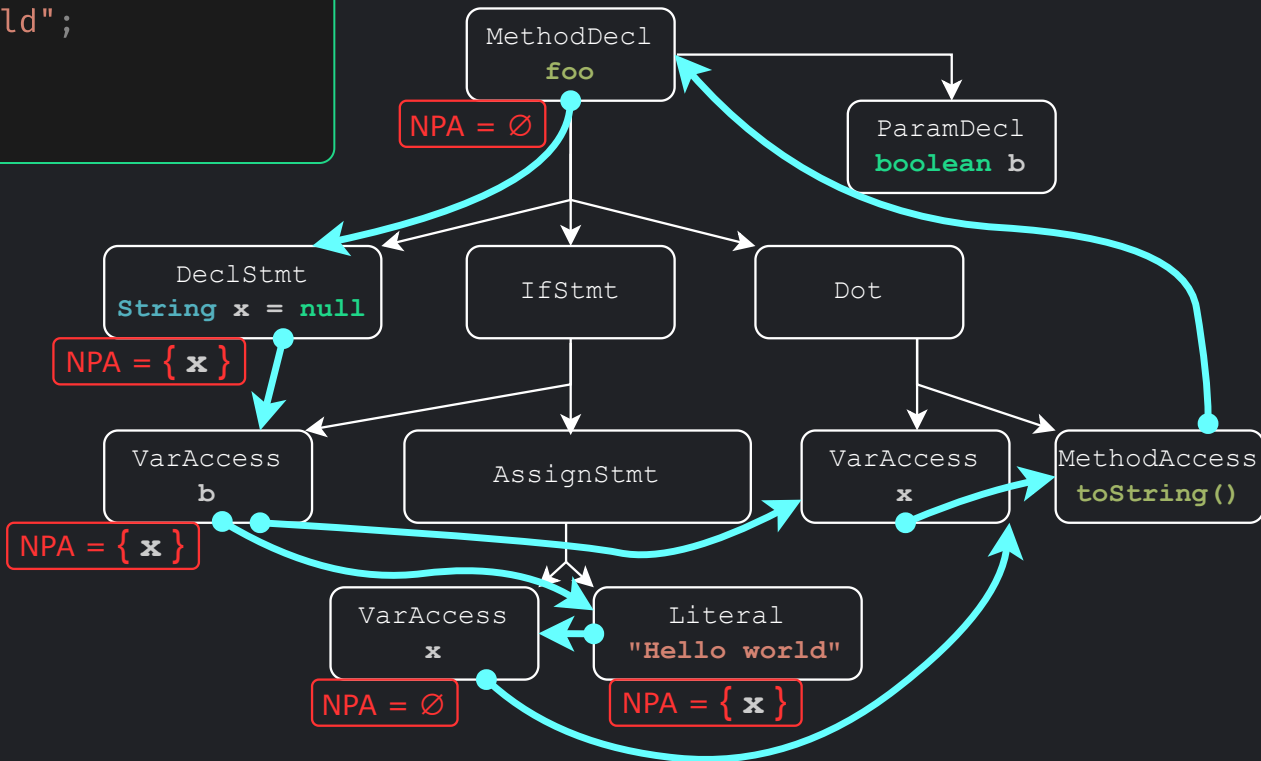 ld";
MethodDecl
foo
NPA = ∅
ParamDecl
boolean b
DeclStmt
String x = null
NPA = { x }
IfStmt
Dot
VarAccess
b
NPA = { x }
AssignStmt
VarAccess
x
MethodAccess
toString()
VarAccess
x
NPA = ∅
Literal
"Hello world"
NPA = { x }